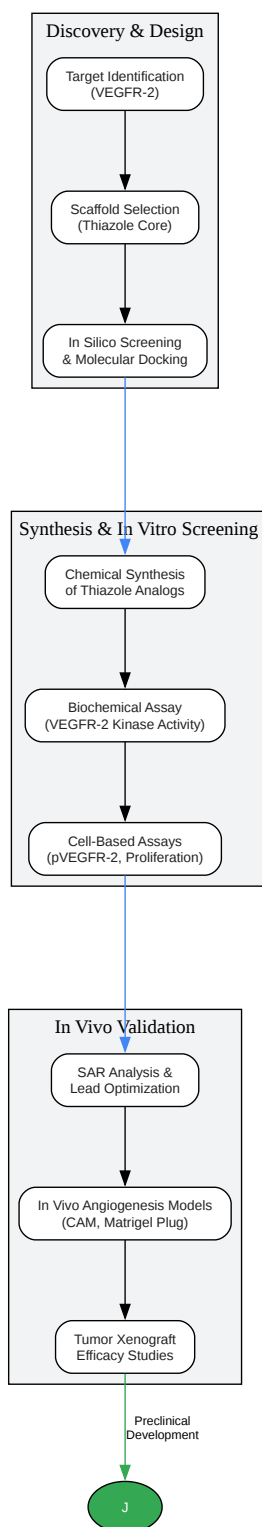 Discovery & Design
Target Identification
(VEGFR-2)
Scaffold Selection
(Thiazole Core)
In Silico Screening
& Molecular Docking
Synthesis & In Vitro Screening
Chemical Synthesis
of Thiazole Analogs
Biochemical Assay
(VEGFR-2 Kinase Activity)
Cell-Based Assays
(pVEGFR-2, Proliferation)
In Vivo Validation
SAR Analysis &
Lead Optimization
In Vivo Angiogenesis Models
(CAM, Matrigel Plug)
Tumor Xenograft
Efficacy Studies
Preclinical
Development
J